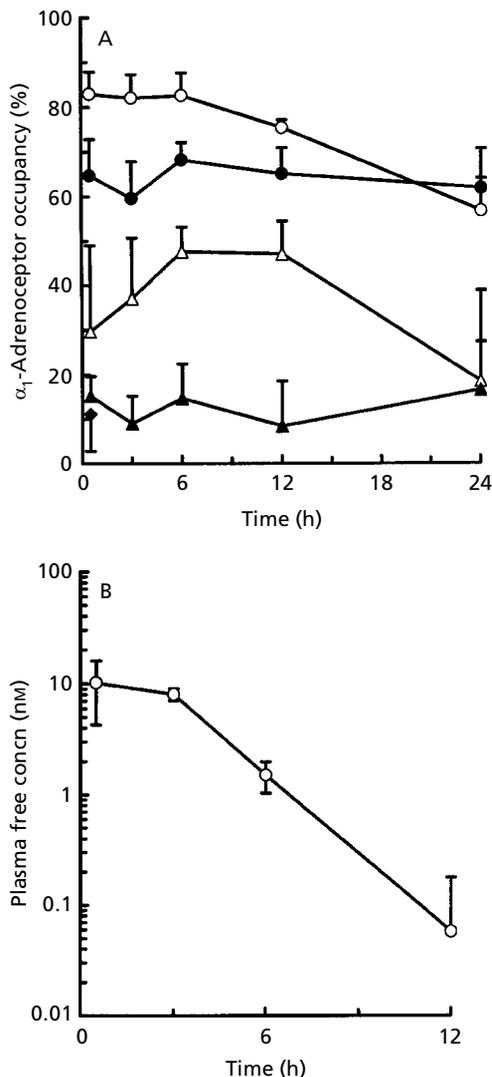 A
100
80
60
40
20
0
α₁-Adrenoceptor occupancy (%)
0 6 12 18 24
Time (h)
B
100
10
1
0.1
0.01
Plasma free concn (nM)
0 6 12
Time (h)